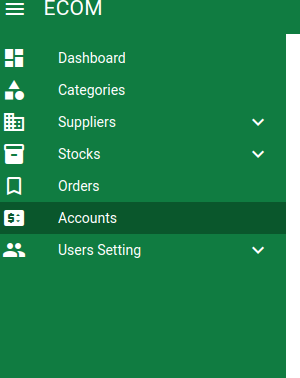 ECOM
Dashboard
Categories
Suppliers
Stocks
Orders
Accounts
Users Setting